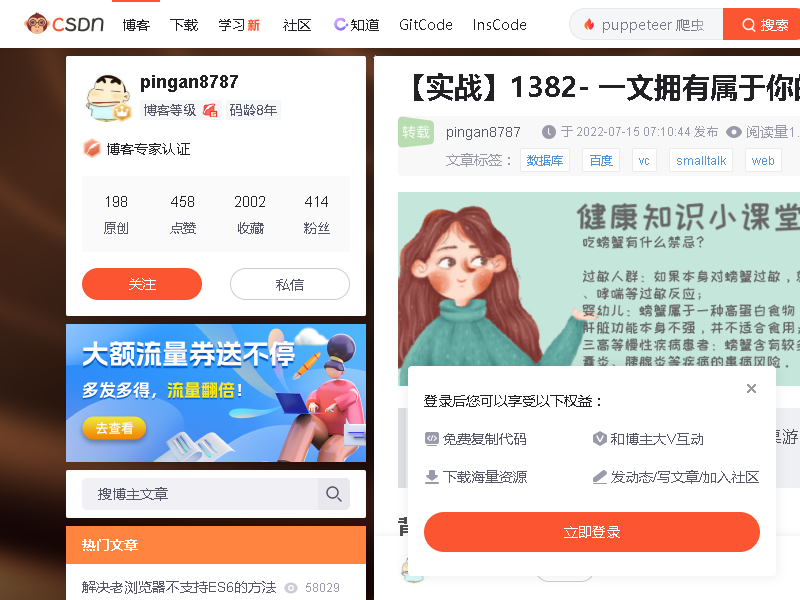 CSDN 博客 下载 学习新 社区 C知道 GitCode InsCode puppeteer 爬虫 搜索
pingan8787
博客等级 码龄8年
博客专家认证
198 458 2002 414
原创 点赞 收藏 粉丝
关注 私信
大额流量券送不停
多发多得，流量翻倍！
去查看
搜博主文章
热门文章
解决老浏览器不支持ES6的方法 58029
【实战】1382- 一文拥有属于你的
转载 pingan8787 于 2022-07-15 07:10:44 发布 阅读量1.
文章标签： 数据库 百度 vc smalltalk web
健康知识小课堂
吃螃蟹有什么禁忌？
过敏人群：如果本身对螃蟹过敏，
、哮喘等过敏反应；
婴幼儿：螃蟹属于一种高蛋白食物
肝脏功能本身不强，并不适合食用；
三高等慢性疾病患者：螃蟹含有较多
桌游
登录后您可以享受以下权益：
免费复制代码 和博主大V互动
下载海量资源 发动态/写文章/加入社区
立即登录